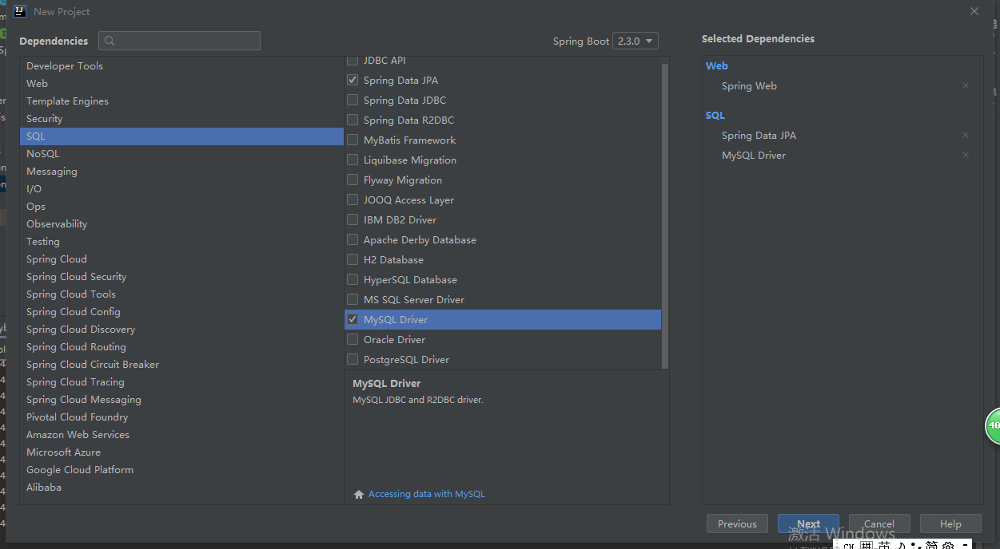 New Project
Dependencies
Spring Boot 2.3.0
Selected Dependencies
Developer Tools
Web
Template Engines
Security
SQL
NoSQL
Messaging
I/O
Ops
Observability
Testing
Spring Cloud
Spring Cloud Security
Spring Cloud Tools
Spring Cloud Config
Spring Cloud Discovery
Spring Cloud Routing
Spring Cloud Circuit Breaker
Spring Cloud Tracing
Spring Cloud Messaging
Pivotal Cloud Foundry
Amazon Web Services
Microsoft Azure
Google Cloud Platform
Alibaba
JDBC API
Spring Data JPA
Spring Data JDBC
Spring Data R2DBC
MyBatis Framework
Liquibase Migration
Flyway Migration
JOOQ Access Layer
IBM DB2 Driver
Apache Derby Database
H2 Database
HyperSQL Database
MS SQL Server Driver
MySQL Driver
Oracle Driver
PostgreSQL Driver
MySQL Driver
MySQL JDBC and R2DBC driver.
Accessing data with MySQL
Web
Spring Web
SQL
Spring Data JPA
MySQL Driver
40
Previous
Next
Cancel
Help
激活 Windows
CH 拼 英 简